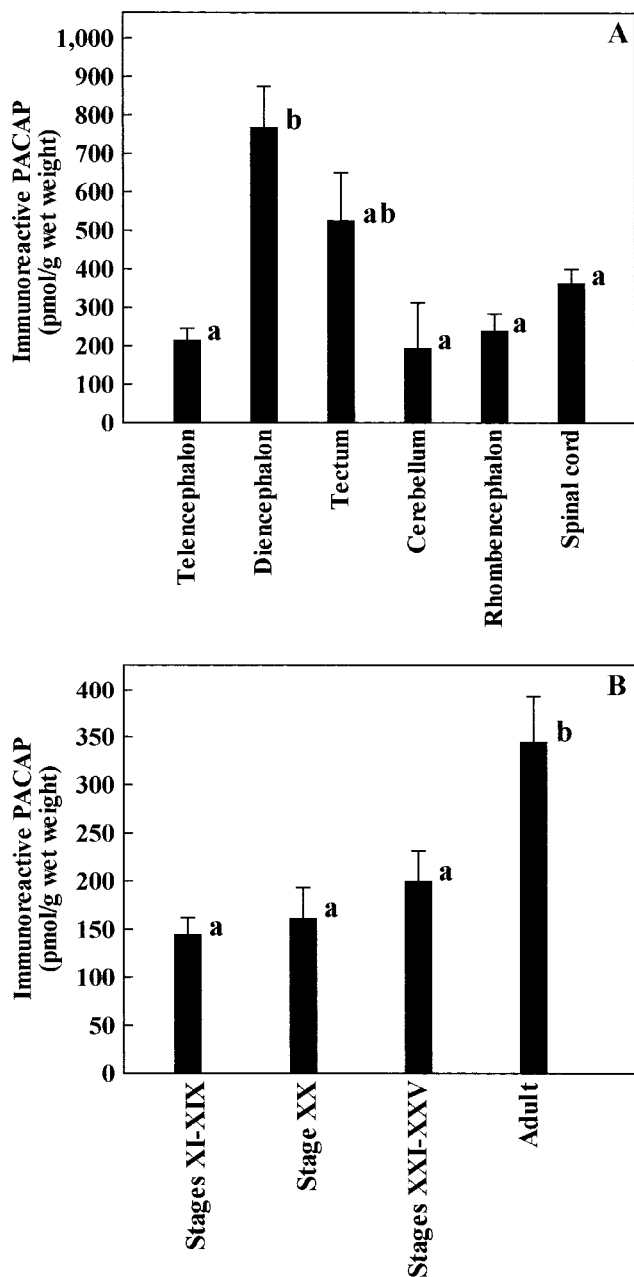 A
Immunoreactive PACAP
(pmol/g wet weight)
1,000
900
800
700
600
500
400
300
200
100
0
a
b
ab
a
a
a
Telencephalon
Diencephalon
Tectum
Cerebellum
Rhombencephalon
Spinal cord
B
Immunoreactive PACAP
(pmol/g wet weight)
400
350
300
250
200
150
100
50
0
a
a
a
b
Stages XI-XIX
Stage XX
Stages XXI-XXV
Adult